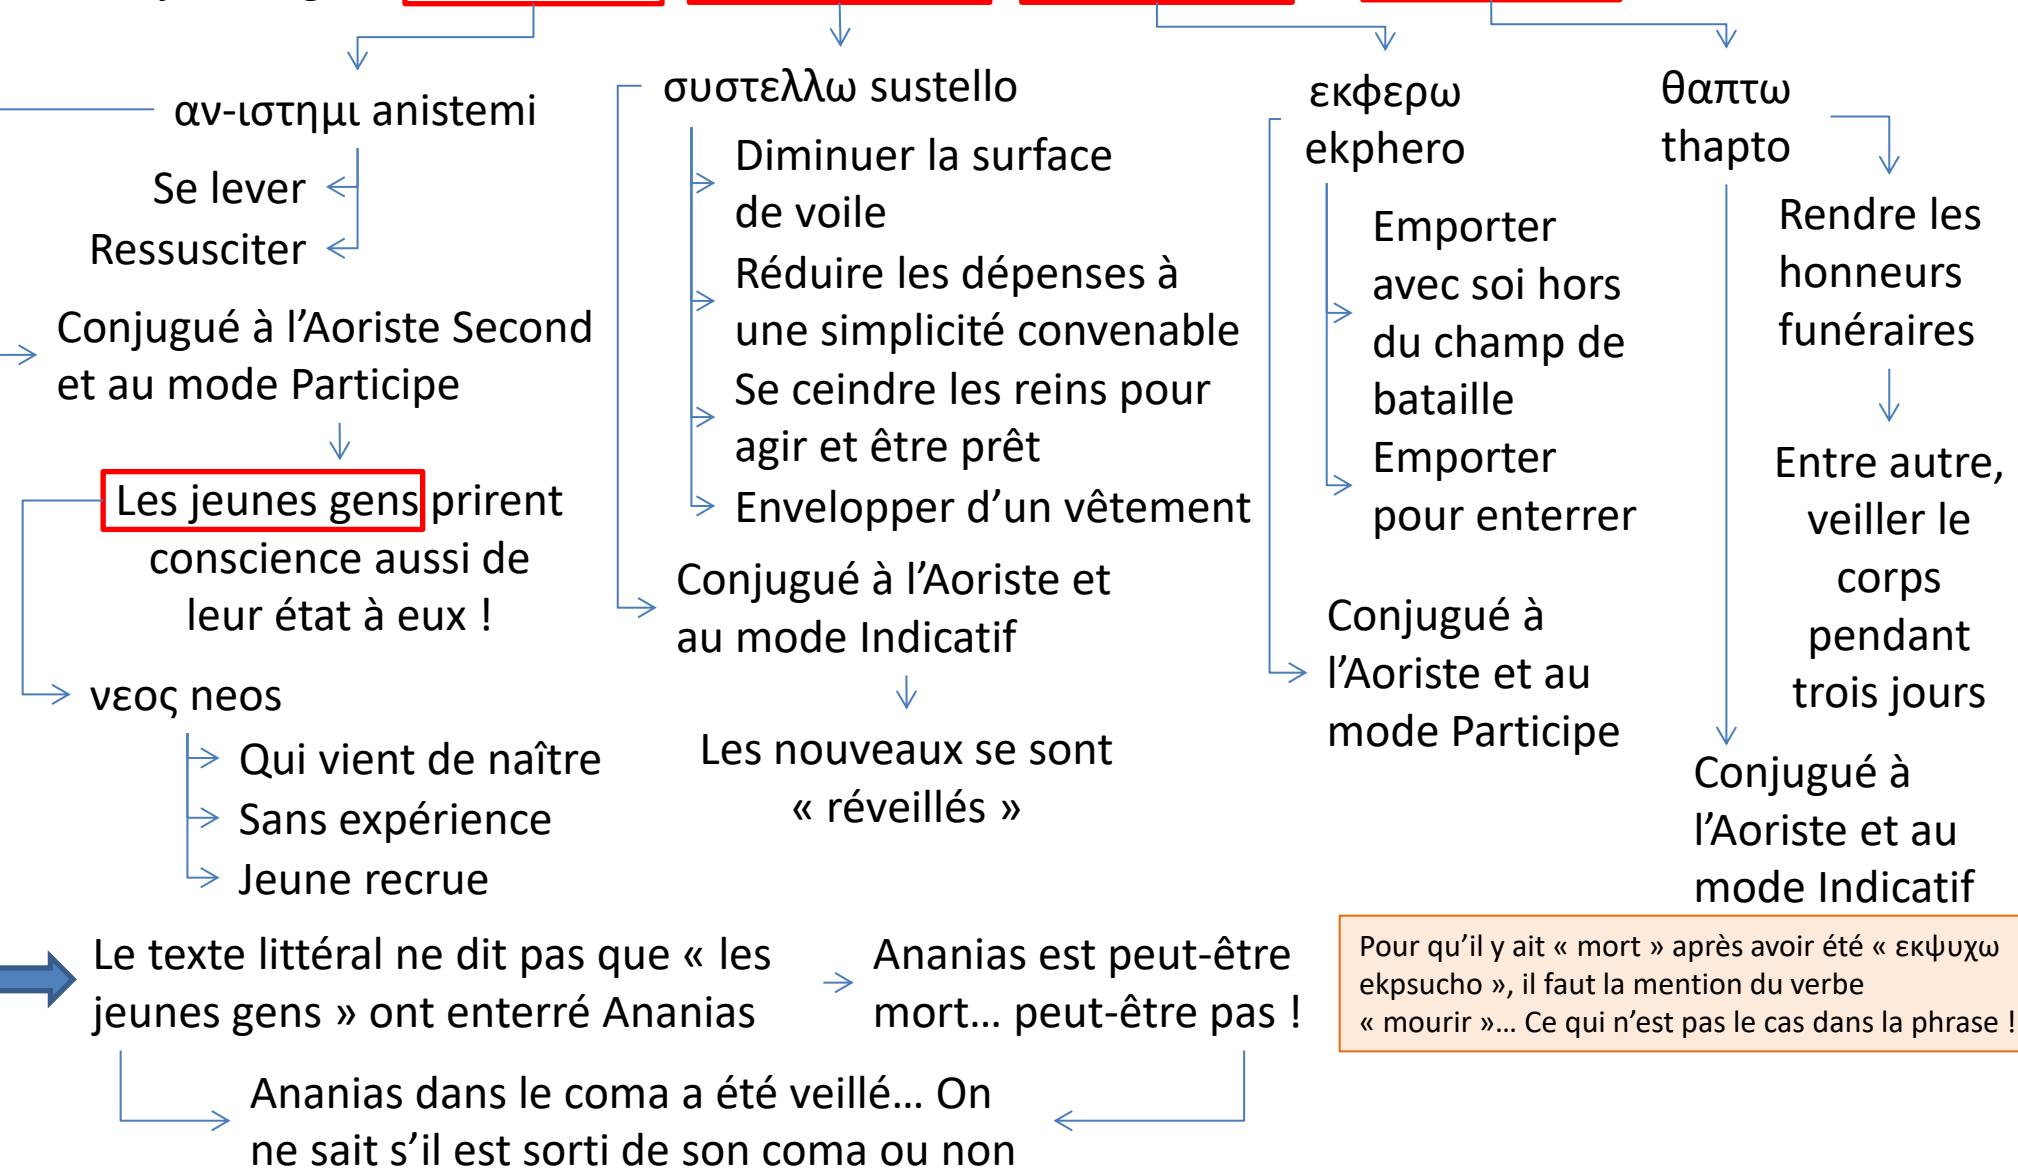 αν-ιστημι anistemi
Se lever
Ressusciter
Conjugué à l’Aoriste Second
et au mode Participe
Les jeunes gens prirent
conscience aussi de
leur état à eux !
νεος neos
Qui vient de naître
Sans expérience
Jeune recrue
συστελλω sustello
Diminuer la surface
de voile
Réduire les dépenses à
une simplicité convenable
Se ceindre les reins pour
agir et être prêt
Envelopper d’un vêtement
Conjugué à l’Aoriste et
au mode Indicatif
Les nouveaux se sont
« réveillés »
εκφερω
ekphero
Emporter
avec soi hors
du champ de
bataille
Emporter
pour enterrer
Conjugué à
l’Aoriste et au
mode Participe
θαπτω
thapto
Rendre les
honneurs
funéraires
Entre autre,
veiller le
corps
pendant
trois jours
Conjugué à
l’Aoriste et au
mode Indicatif
Le texte littéral ne dit pas que « les
jeunes gens » ont enterré Ananias
Ananias est peut-être
mort… peut-être pas !
Pour qu’il y ait « mort » après avoir été « εκψυχω
ekpsucho », il faut la mention du verbe
« mourir »… Ce qui n’est pas le cas dans la phrase !
Ananias dans le coma a été veillé… On
ne sait s’il est sorti de son coma ou non